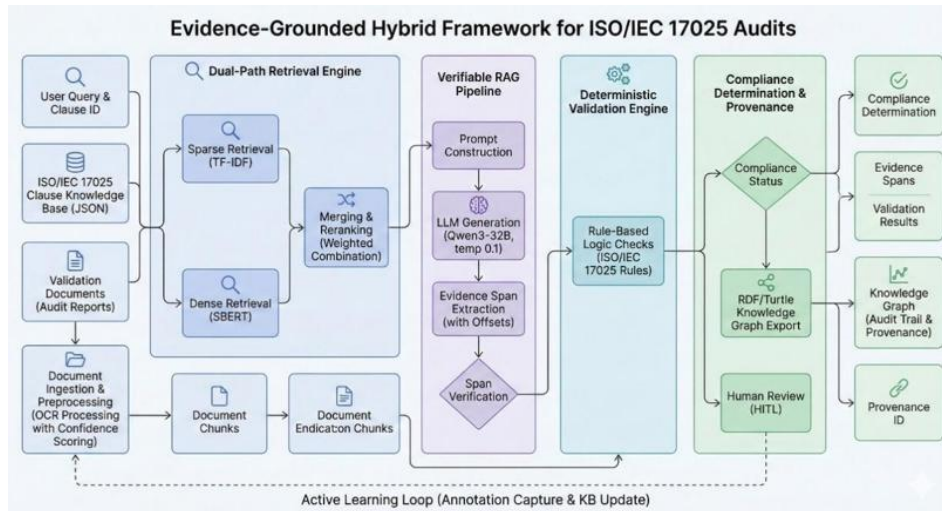 Evidence-Grounded Hybrid Framework for ISO/IEC 17025 Audits
User Query &
Clause ID
ISO/IEC 17025
Clause Knowledge
Base (JSON)
Validation
Documents
(Audit Reports)
Document
Ingestion &
Preprocessing
(OCR Processing
with Confidence
Scoring)
Dual-Path Retrieval Engine
Sparse Retrieval
(TF-IDF)
Dense Retrieval
(SBERT)
Merging &
Reranking
(Weighted
Combination)
Document
Chunks
Document
Endication Chunks
Verifiable RAG
Pipeline
Prompt
Construction
LLM Generation
(Qwen3-32B,
temp 0.1)
Evidence Span
Extraction
(with Offsets)
Span
Verification
Deterministic
Validation Engine
Rule-Based
Logic Checks
(ISO/IEC
17025 Rules)
Compliance
Determination &
Provenance
Compliance
Status
RDF/Turtle
Knowledge
Graph Export
Human Review
(HITL)
Compliance
Determination
Evidence
Spans
Validation
Results
Knowledge
Graph
(Audit Trail &
Provenance)
Provenance
ID
Active Learning Loop (Annotation Capture & KB Update)